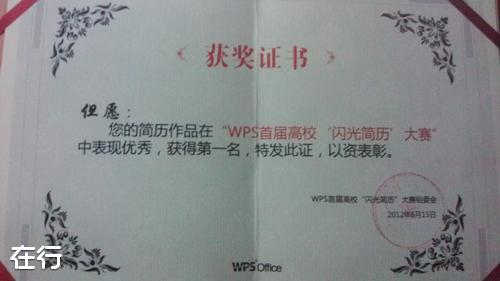 获奖证书
但愿：
您的简历作品在“WPS首届高校‘闪光简历’大赛”
中表现优秀，获得第一名，特发此证，以资表彰。
WPS首届高校“闪光简历”大赛组委会
2012年6月15日
在行
WPS Office